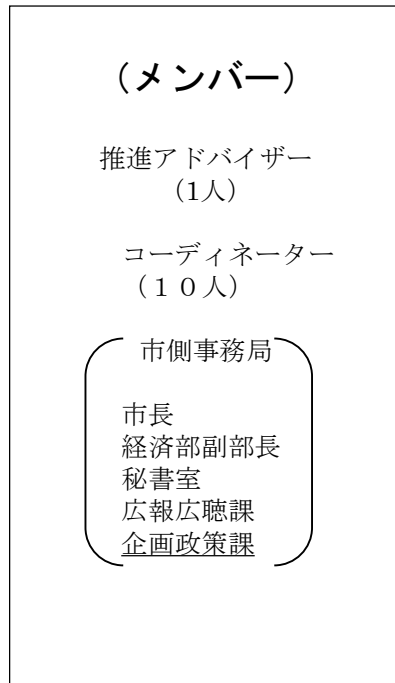 （メンバー）
推進アドバイザー
（1人）
コーディネーター
（１０人）
市側事務局
市長
経済部副部長
秘書室
広報広聴課
企画政策課